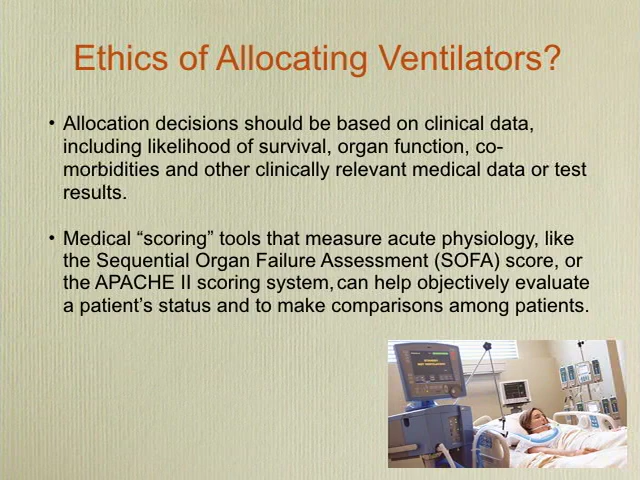 Ethics of Allocating Ventilators?
• Allocation decisions should be based on clinical data,
including likelihood of survival, organ function, co-
morbidities and other clinically relevant medical data or test
results.
• Medical “scoring” tools that measure acute physiology, like
the Sequential Organ Failure Assessment (SOFA) score, or
the APACHE II scoring system, can help objectively evaluate
a patient’s status and to make comparisons among patients.